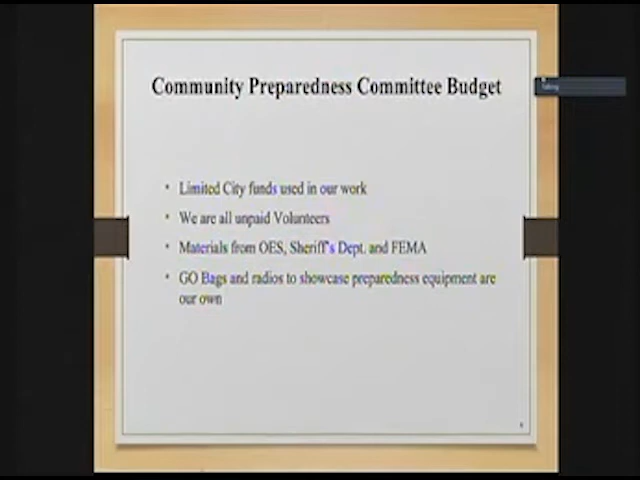 Community Preparedness Committee Budget
• Limited City funds used in our work
• We are all unpaid Volunteers
• Materials from OES, Sheriff's Dept. and FEMA
• GO Bags and radios to showcase preparedness equipment are
our own